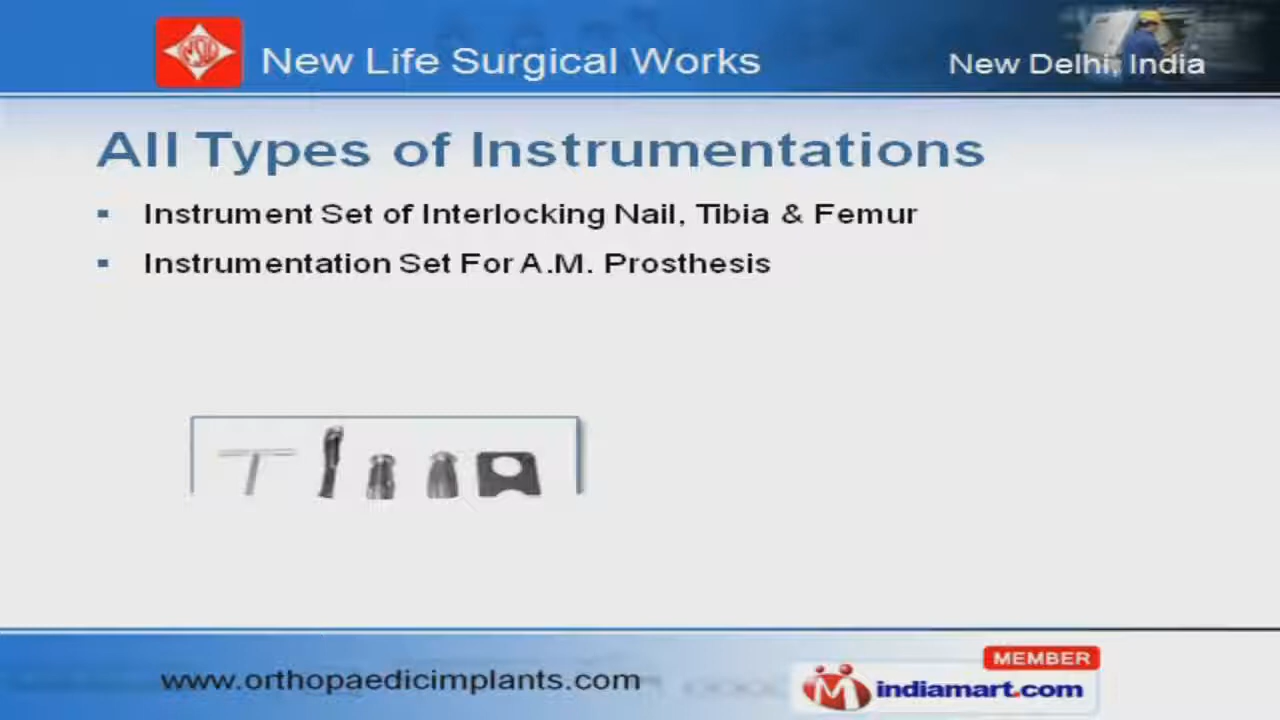 New Life Surgical Works
New Delhi, India
All Types of Instrumentations
Instrument Set of Interlocking Nail, Tibia & Femur
Instrumentation Set For A.M. Prosthesis
www.orthopaedicimplants.com
MEMBER
indiamart.com